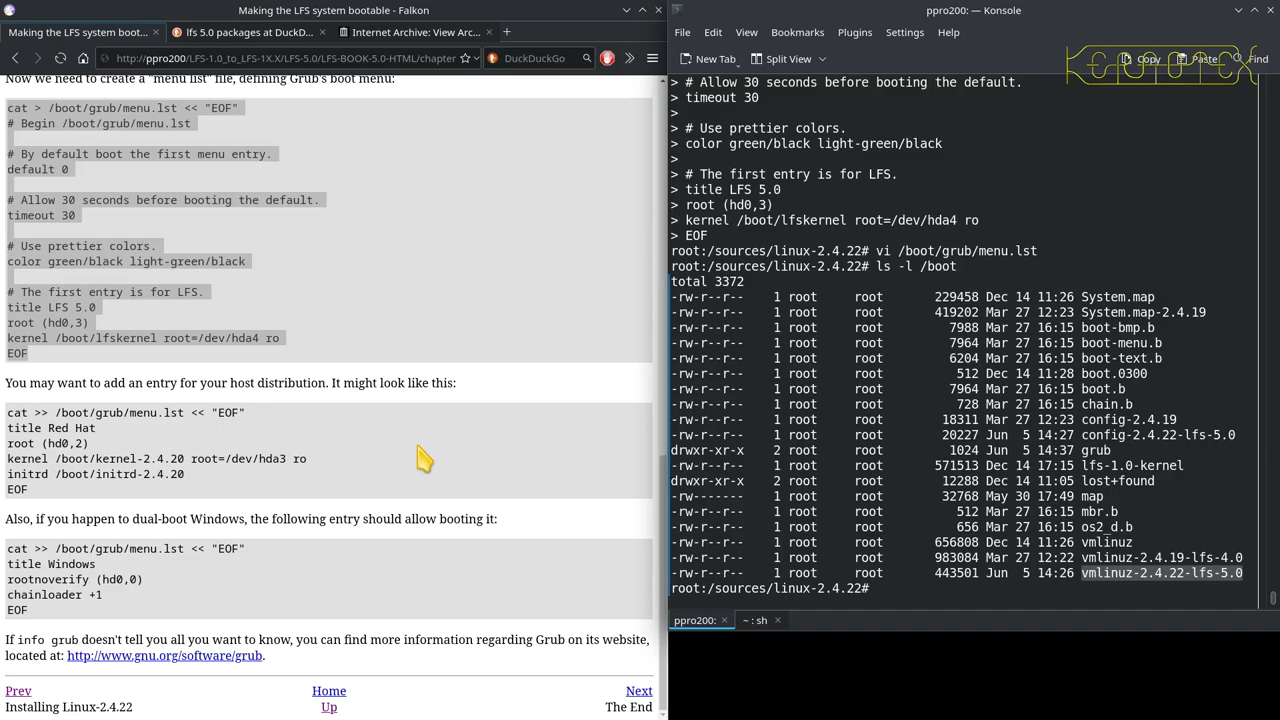 Making the LFS system bootable - Falkon
Making the LFS system boot...
lfs 5.0 packages at DuckD...
Internet Archive: View Arc...
http://ppro200/LFS-1.0_to_LFS-1X.X/LFS-5.0/LFS-BOOK-5.0-HTML/chapter
DuckDuckGo
Now we need to create a "menu list" file, defining Grub's boot menu:
cat > /boot/grub/menu.lst << "EOF"
# Begin /boot/grub/menu.lst
# By default boot the first menu entry.
default 0
# Allow 30 seconds before booting the default.
timeout 30
# Use prettier colors.
color green/black light-green/black
# The first entry is for LFS.
title LFS 5.0
root (hd0,3)
kernel /boot/lfskernel root=/dev/hda4 ro
EOF
You may want to add an entry for your host distribution. It might look like this:
cat >> /boot/grub/menu.lst << "EOF"
title Red Hat
root (hd0,2)
kernel /boot/kernel-2.4.20 root=/dev/hda3 ro
initrd /boot/initrd-2.4.20
EOF
Also, if you happen to dual-boot Windows, the following entry should allow booting it:
cat >> /boot/grub/menu.lst << "EOF"
title Windows
rootnoverify (hd0,0)
chainloader +1
EOF
If info grub doesn't tell you all you want to know, you can find more information regarding Grub on its website,
located at: http://www.gnu.org/software/grub.
Prev Home Next
Installing Linux-2.4.22 Up The End
ppro200: — Konsole
File Edit View Bookmarks Plugins Settings Help
New Tab Split View Copy Paste Find
> # Allow 30 seconds before booting the default.
> timeout 30
>
> # Use prettier colors.
> color green/black light-green/black
>
> # The first entry is for LFS.
> title LFS 5.0
> root (hd0,3)
> kernel /boot/lfskernel root=/dev/hda4 ro
> EOF
root:/sources/linux-2.4.22# vi /boot/grub/menu.lst
root:/sources/linux-2.4.22# ls -l /boot
total 3372
-rw-r--r-- 1 root root 229458 Dec 14 11:26 System.map
-rw-r--r-- 1 root root 419202 Mar 27 12:23 System.map-2.4.19
-rw-r--r-- 1 root root 7988 Mar 27 16:15 boot-bmp.b
-rw-r--r-- 1 root root 7964 Mar 27 16:15 boot-menu.b
-rw-r--r-- 1 root root 6204 Mar 27 16:15 boot-text.b
-rw-r--r-- 1 root root 512 Dec 14 11:28 boot.0300
-rw-r--r-- 1 root root 7964 Mar 27 16:15 boot.b
-rw-r--r-- 1 root root 728 Mar 27 16:15 chain.b
-rw-r--r-- 1 root root 18311 Mar 27 12:23 config-2.4.19
-rw-r--r-- 1 root root 20227 Jun 5 14:27 config-2.4.22-lfs-5.0
drwxr-xr-x 2 root root 1024 Jun 5 14:37 grub
-rw-r--r-- 1 root root 571513 Dec 14 17:15 lfs-1.0-kernel
drwxr-xr-x 2 root root 12288 Dec 14 11:05 lost+found
-rw------- 1 root root 32768 May 30 17:49 map
-rw-r--r-- 1 root root 512 Mar 27 16:15 mbr.b
-rw-r--r-- 1 root root 656 Mar 27 16:15 os2_d.b
-rw-r--r-- 1 root root 656808 Dec 14 11:26 vmlinuz
-rw-r--r-- 1 root root 983084 Mar 27 12:22 vmlinuz-2.4.19-lfs-4.0
-rw-r--r-- 1 root root 443501 Jun 5 14:26 vmlinuz-2.4.22-lfs-5.0
root:/sources/linux-2.4.22#
ppro200:
~ : sh